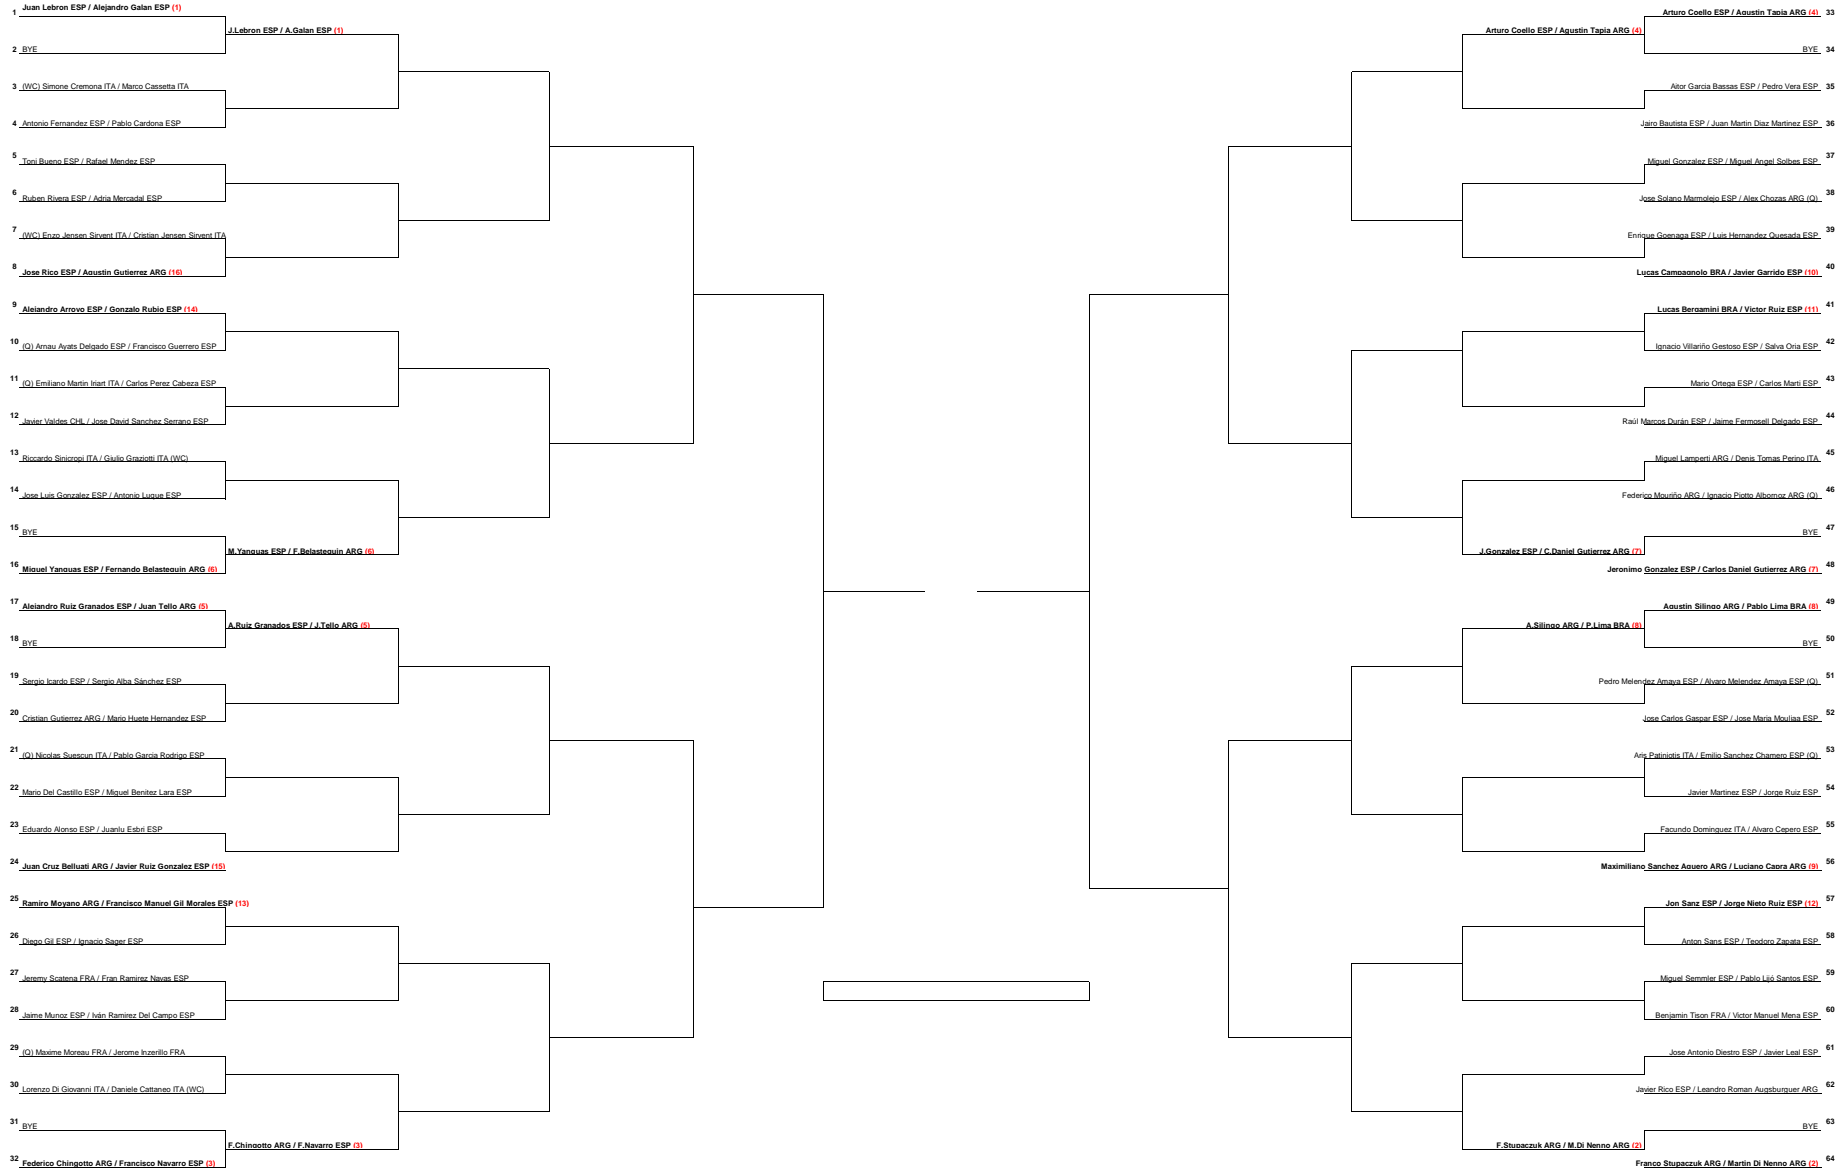 1 Juan Lebron ESP / Alejandro Galan ESP (1)
J.Lebron ESP / A.Galan ESP (1)
2 BYE
3 (WC) Simone Cremona ITA / Marco Cassetta ITA
4 Antonio Fernandez ESP / Pablo Cardona ESP
5 Toni Bueno ESP / Rafael Mendez ESP
6 Ruben Rivera ESP / Adria Mercadal ESP
7 (WC) Enzo Jensen Sirvent ITA / Cristian Jensen Sirvent ITA
8 Jose Rico ESP / Agustin Gutierrez ARG (16)
9 Alejandro Arroyo ESP / Gonzalo Rubio ESP (14)
10 (Q) Arnau Ayats Delgado ESP / Francisco Guerrero ESP
11 (Q) Emiliano Martin Iriart ITA / Carlos Perez Cabeza ESP
12 Javier Valdes CHL / Jose David Sanchez Serrano ESP
13 Riccardo Sinicropi ITA / Giulio Graziotti ITA (WC)
14 Jose Luis Gonzalez ESP / Antonio Luque ESP
15 BYE
M.Yanguas ESP / F.Belasteguin ARG (6)
16 Miguel Yanguas ESP / Fernando Belasteguin ARG (6)
17 Alejandro Ruiz Granados ESP / Juan Tello ARG (5)
A.Ruiz Granados ESP / J.Tello ARG (5)
18 BYE
19 Sergio Icardo ESP / Sergio Alba Sánchez ESP
20 Cristian Gutierrez ARG / Mario Huete Hernandez ESP
21 (Q) Nicolas Suescun ITA / Pablo Garcia Rodrigo ESP
22 Mario Del Castillo ESP / Miguel Benitez Lara ESP
23 Eduardo Alonso ESP / Juanlu Esbri ESP
24 Juan Cruz Belluati ARG / Javier Ruiz Gonzalez ESP (15)
25 Ramiro Moyano ARG / Francisco Manuel Gil Morales ESP (13)
26 Diego Gil ESP / Ignacio Sager ESP
27 Jeremy Scatena FRA / Fran Ramirez Navas ESP
28 Jaime Munoz ESP / Iván Ramirez Del Campo ESP
29 (Q) Maxime Moreau FRA / Jerome Inzerillo FRA
30 Lorenzo Di Giovanni ITA / Daniele Cattaneo ITA (WC)
31 BYE
F.Chingotto ARG / F.Navarro ESP (3)
32 Federico Chingotto ARG / Francisco Navarro ESP (3)
Arturo Coello ESP / Agustin Tapia ARG (4) 33
Arturo Coello ESP / Agustin Tapia ARG (4)
BYE 34
Aitor Garcia Bassas ESP / Pedro Vera ESP 35
Jairo Bautista ESP / Juan Martin Diaz Martinez ESP 36
Miguel Gonzalez ESP / Miguel Angel Solbes ESP 37
Jose Solano Marmolejo ESP / Alex Chozas ARG (Q) 38
Enrique Goenaga ESP / Luis Hernandez Quesada ESP 39
Lucas Campagnolo BRA / Javier Garrido ESP (10) 40
Lucas Bergamini BRA / Victor Ruiz ESP (11) 41
Ignacio Villariño Gestoso ESP / Salva Oria ESP 42
Mario Ortega ESP / Carlos Marti ESP 43
Raúl Marcos Durán ESP / Jaime Fermosell Delgado ESP 44
Miguel Lamperti ARG / Denis Tomas Perino ITA 45
Federico Mouriño ARG / Ignacio Piotto Albornoz ARG (Q) 46
BYE 47
J.Gonzalez ESP / C.Daniel Gutierrez ARG (7)
Jeronimo Gonzalez ESP / Carlos Daniel Gutierrez ARG (7) 48
Agustin Silingo ARG / Pablo Lima BRA (8) 49
A.Silingo ARG / P.Lima BRA (8)
BYE 50
Pedro Melendez Amaya ESP / Alvaro Melendez Amaya ESP (Q) 51
Jose Carlos Gaspar ESP / Jose Maria Mouliaa ESP 52
Aris Patiniotis ITA / Emilio Sanchez Chamero ESP (Q) 53
Javier Martinez ESP / Jorge Ruiz ESP 54
Facundo Dominguez ITA / Alvaro Cepero ESP 55
Maximiliano Sanchez Aguero ARG / Luciano Capra ARG (9) 56
Jon Sanz ESP / Jorge Nieto Ruiz ESP (12) 57
Anton Sans ESP / Teodoro Zapata ESP 58
Miguel Semmler ESP / Pablo Lijó Santos ESP 59
Benjamin Tison FRA / Victor Manuel Mena ESP 60
Jose Antonio Diestro ESP / Javier Leal ESP 61
Javier Rico ESP / Leandro Roman Augsburguer ARG 62
BYE 63
F.Stupaczuk ARG / M.Di Nenno ARG (2)
Franco Stupaczuk ARG / Martin Di Nenno ARG (2) 64